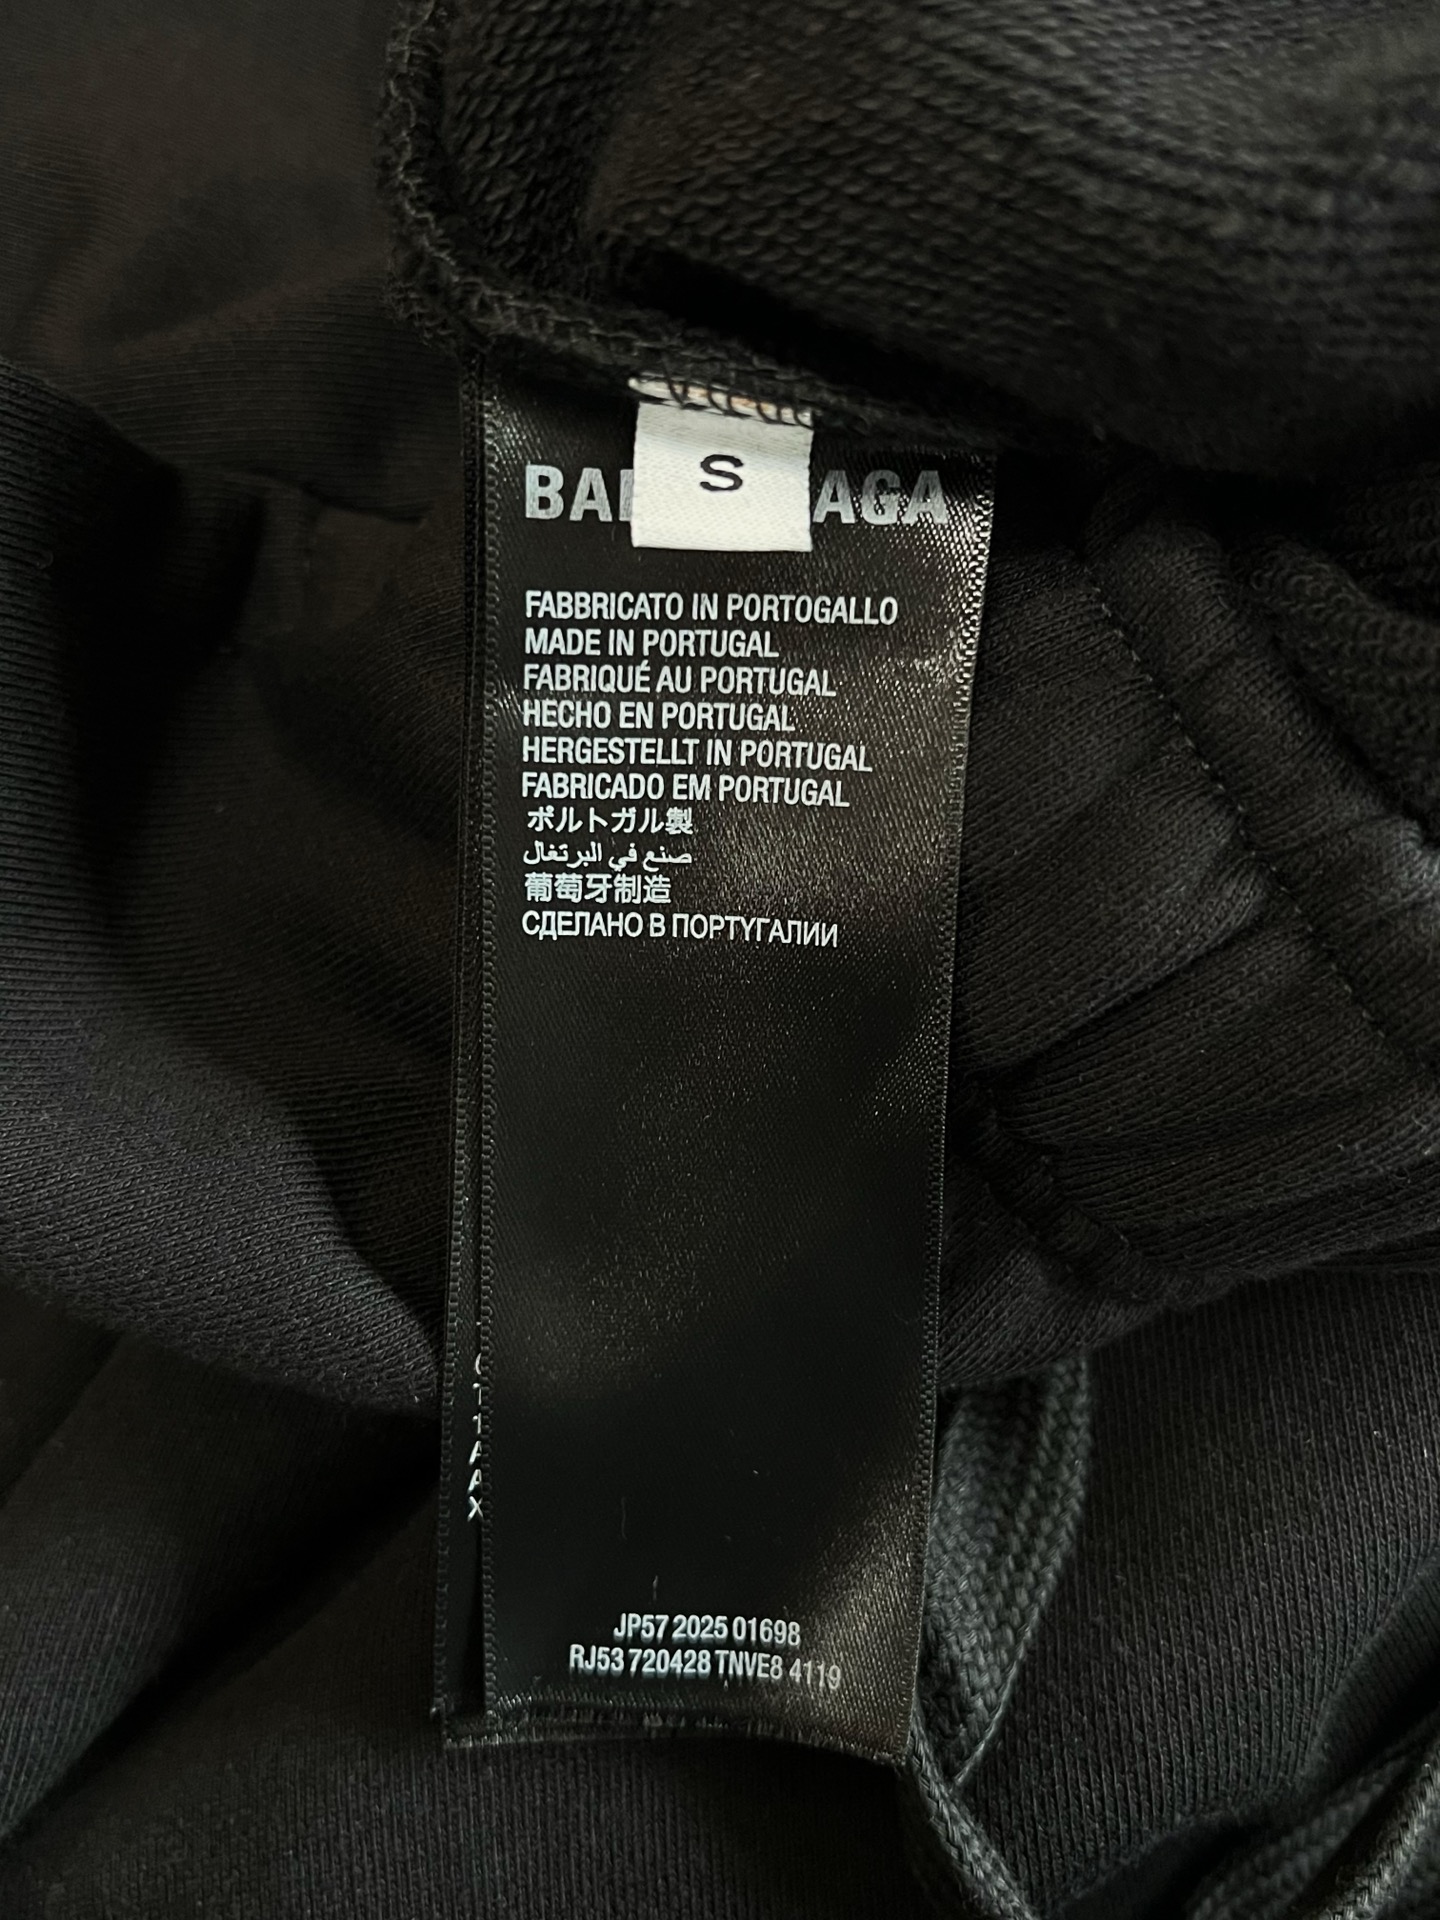 S
BAL AGA
FABBRICATO IN PORTOGALLO
MADE IN PORTUGAL
FABRIQUÉ AU PORTUGAL
HECHO EN PORTUGAL
HERGESTELLT IN PORTUGAL
FABRICADO EM PORTUGAL
ポルトガル製
صنع في البرتغال
葡萄牙制造
СДЕЛАНО В ПОРТУГАЛИИ
JP57 2025 01698
RJ53 720428 TNVE8 4119